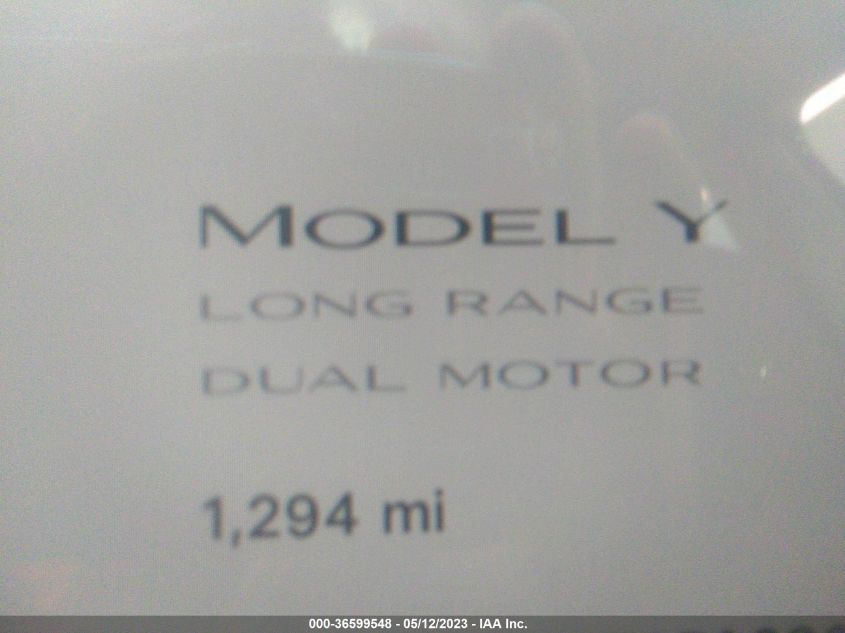 MODEL Y
LONG RANGE
DUAL MOTOR
1,294 mi
000-36599548 - 05/12/2023 - IAA Inc.